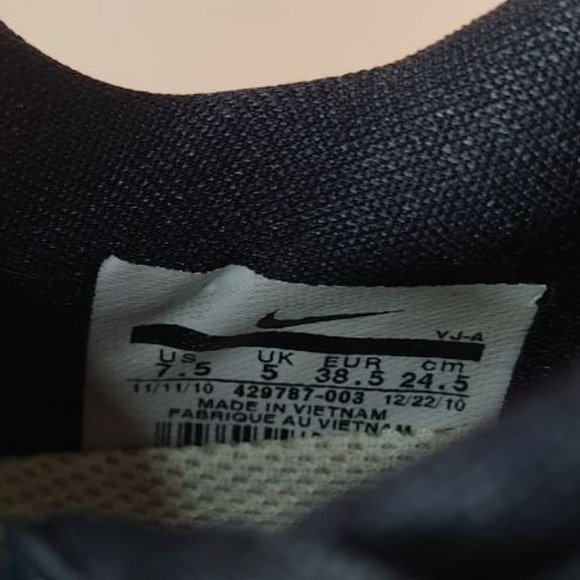 VJ-A
US UK EUR cm
7.5 5 38.5 24.5
11/11/10 429787-003 12/22/10
MADE IN VIETNAM
FABRIQUE AU VIETNAM